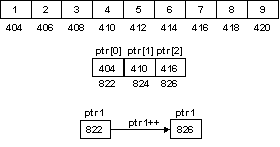 1 2 3 4 5 6 7 8 9
404 406 408 410 412 414 416 418 420
ptr[0] ptr[1] ptr[2]
404 410 416
822 824 826
ptr1 ptr1
822 ptr1++ 826